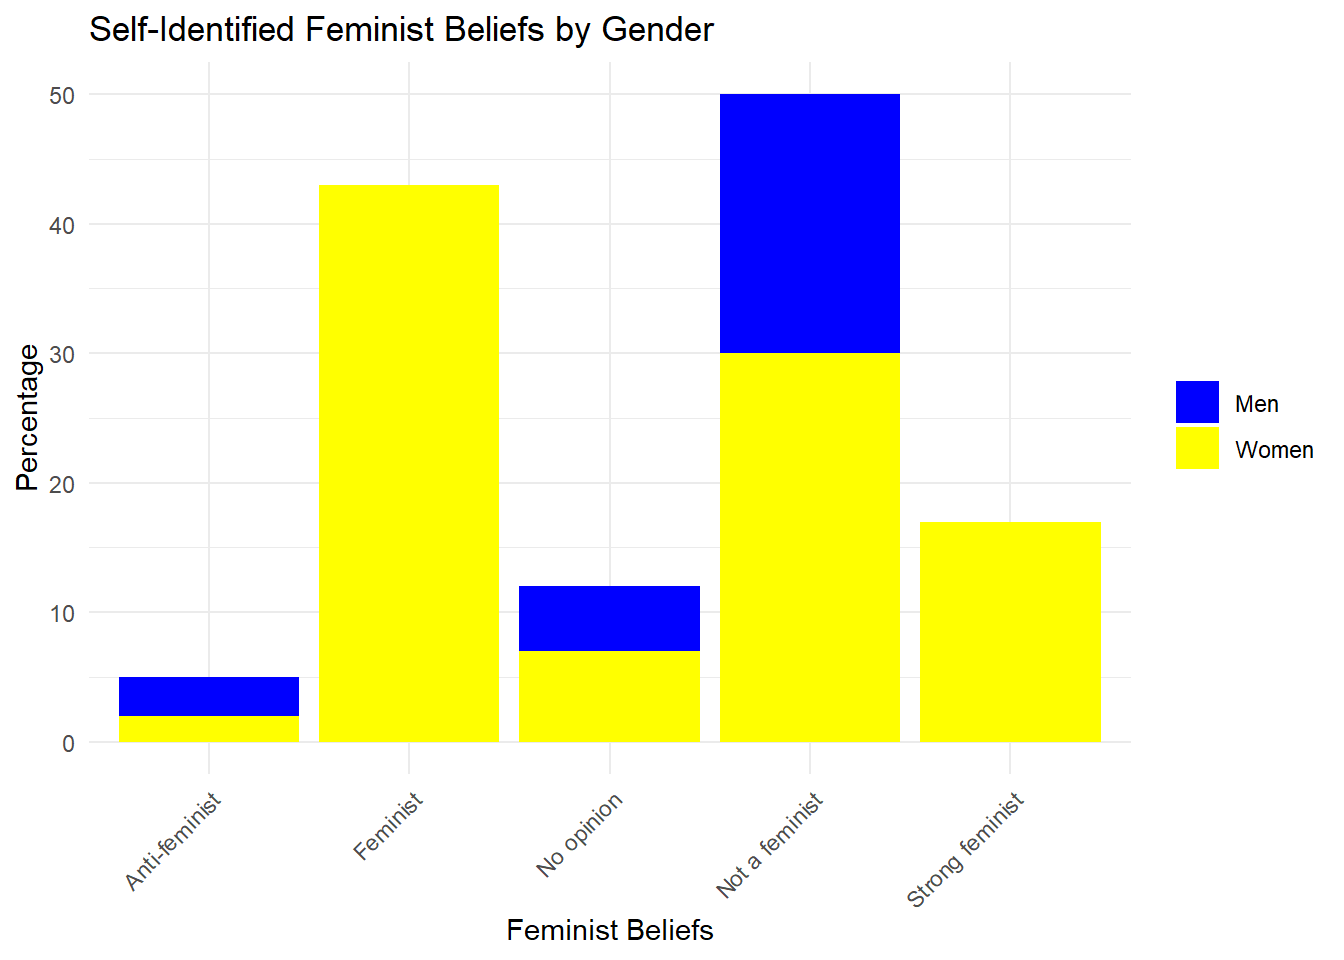 Self-Identified Feminist Beliefs by Gender
50
40
30
20
10
0
Percentage
Anti-feminist
Feminist
No opinion
Not a feminist
Strong feminist
Feminist Beliefs
Men
Women